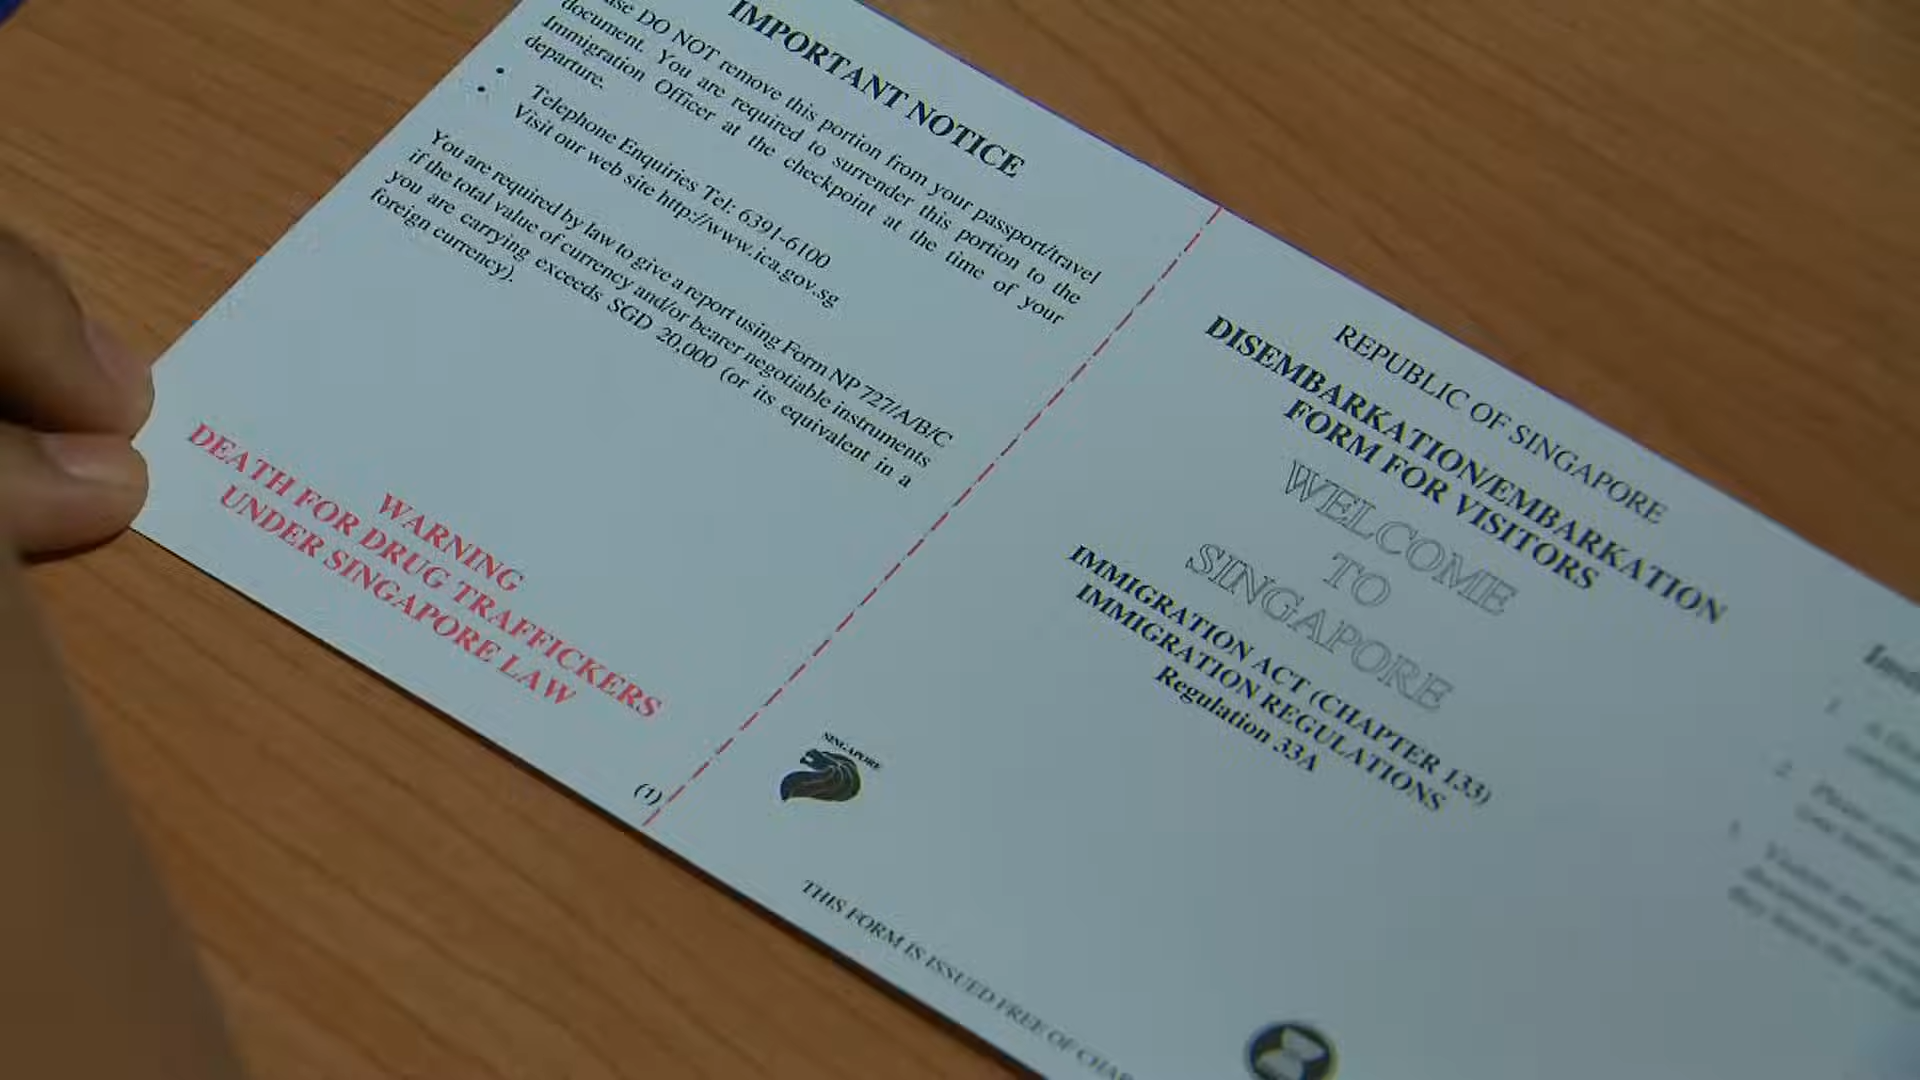 IMPORTANT NOTICE
DO NOT remove this portion from your passport/travel
document. You are required to surrender this portion to the
Immigration Officer at the checkpoint at the time of your
departure.
• Telephone Enquiries Tel: 6391-6100
• Visit our web site http://www.ica.gov.sg
You are required by law to give a report using Form NP 727/A/B/C
if the total value of currency and/or bearer negotiable instruments
you are carrying exceeds SGD 20,000 (or its equivalent in a
foreign currency).
WARNING
DEATH FOR DRUG TRAFFICKERS
UNDER SINGAPORE LAW
(1)
REPUBLIC OF SINGAPORE
DISEMBARKATION/EMBARKATION
FORM FOR VISITORS
WELCOME
TO
SINGAPORE
IMMIGRATION ACT (CHAPTER 133)
IMMIGRATION REGULATIONS
Regulation 33A
SINGAPORE
THIS FORM IS ISSUED FREE OF